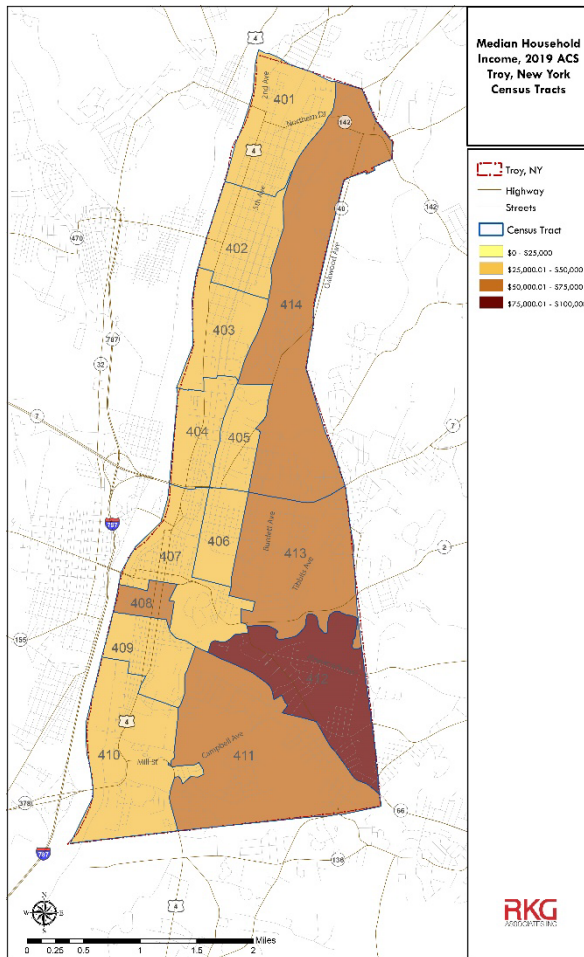 Median Household
Income, 2019 ACS
Troy, New York
Census Tracts
Troy, NY
Highway
Streets
Census Tract
$0 - $25,000
$25,000.01 - $50,000
$50,000.01 - $75,000
$75,000.01 - $100,000
4
401
2nd Ave
Northern Dr
142
4
5th Ave
40
142
470
402
Oakwood Ave
414
403
787
32
7
404
405
7
787
406
Burdett Ave
413
407
Tibbits Ave
2
408
155
409
4
Campbell Ave
410
Mill St
411
378
66
787
136
4
N
W
E
S
0 0.25 0.5 1 1.5 2
Miles
RKG
ASSOCIATES INC